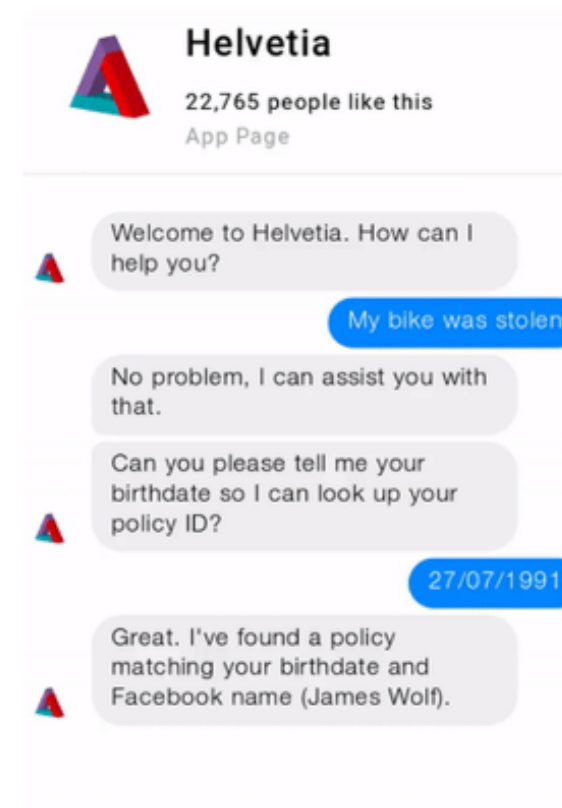 Helvetia
22,765 people like this
App Page
Welcome to Helvetia. How can I
help you?
My bike was stolen
No problem, I can assist you with
that.
Can you please tell me your
birthdate so I can look up your
policy ID?
27/07/1991
Great. I've found a policy
matching your birthdate and
Facebook name (James Wolf).